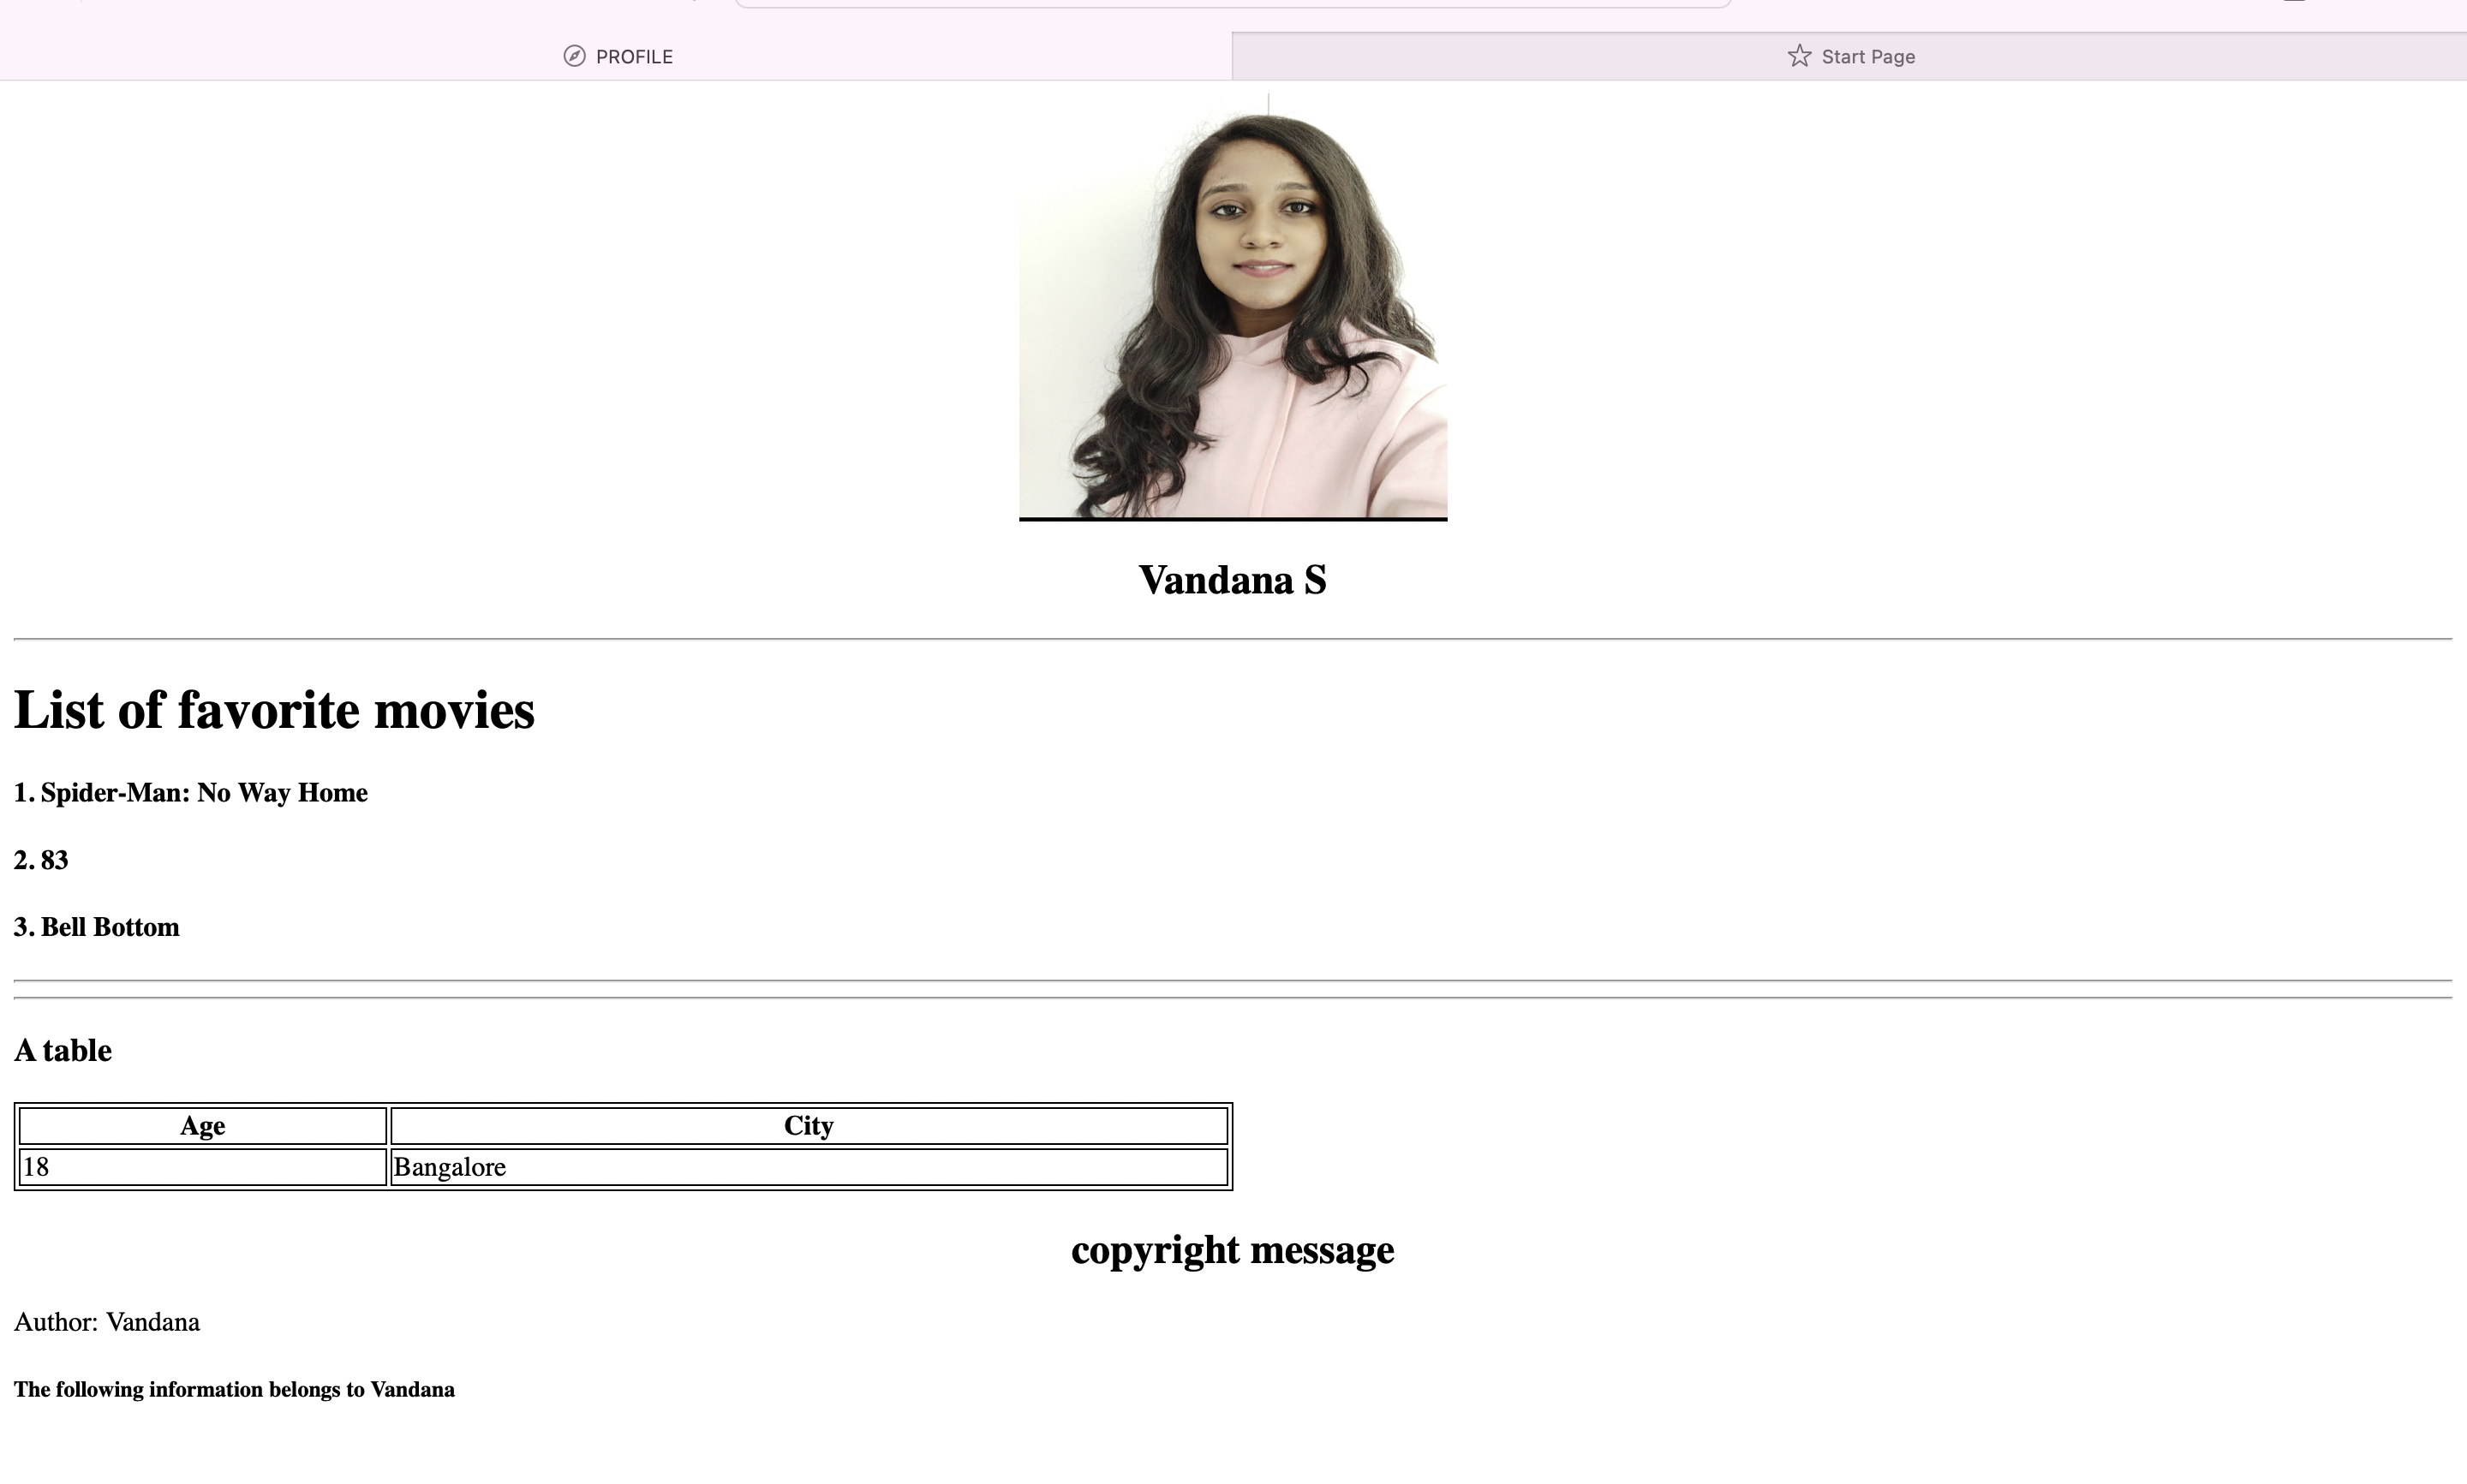 PROFILE
Start Page
Vandana S
List of favorite movies
1. Spider-Man: No Way Home
2. 83
3. Bell Bottom
A table
Age City
18 Bangalore
copyright message
Author: Vandana
The following information belongs to Vandana